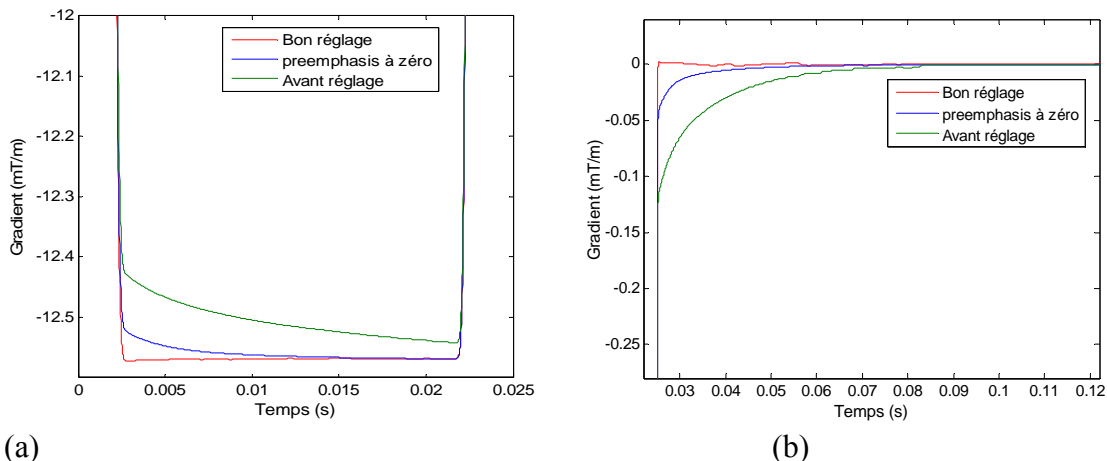 -12
-12.1
-12.2
-12.3
-12.4
-12.5
Gradient (mT/m)
0
0.005
0.01
0.015
0.02
0.025
Temps (s)
Bon réglage
preemphasis à zéro
Avant réglage
(a)
0
-0.05
-0.1
-0.15
-0.2
-0.25
Gradient (mT/m)
0.03
0.04
0.05
0.06
0.07
0.08
0.09
0.1
0.11
0.12
Temps (s)
Bon réglage
preemphasis à zéro
Avant réglage
(b)